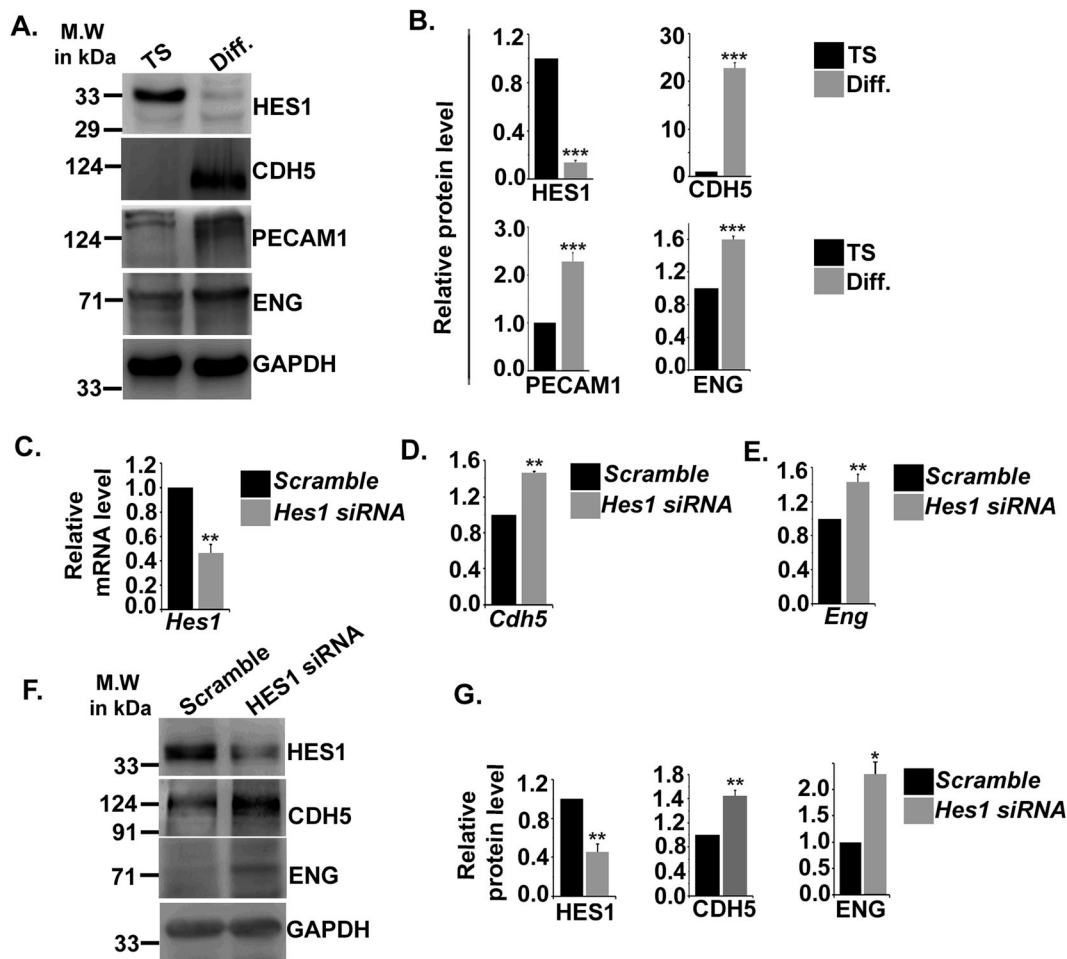 A.
M.W
in kDa
TS
Diff.
33
29
HES1
124
CDH5
124
PECAM1
71
ENG
33
GAPDH
B.
Relative protein level
1.2
0.8
0.4
0.0
***
HES1
30
20
10
0
***
CDH5
TS
Diff.
3.0
2.0
1.0
0.0
***
PECAM1
1.6
1.2
0.8
0.4
0.0
***
ENG
TS
Diff.
C.
Relative
mRNA level
1.2
1.0
0.8
0.6
0.4
0.2
0.0
**
Hes1
Scramble
Hes1 siRNA
D.
1.6
1.2
0.8
0.4
0.0
**
Cdh5
Scramble
Hes1 siRNA
E.
1.6
1.2
0.8
0.4
0.0
**
Eng
Scramble
Hes1 siRNA
F.
M.W
in kDa
Scramble
HES1 siRNA
33
HES1
124
91
CDH5
71
ENG
33
GAPDH
G.
Relative
protein level
1.2
0.8
0.4
0.0
**
HES1
1.6
1.4
1.2
0.8
0.4
0.0
**
CDH5
2.0
1.5
1.0
0.5
0.0
*
ENG
Scramble
Hes1 siRNA